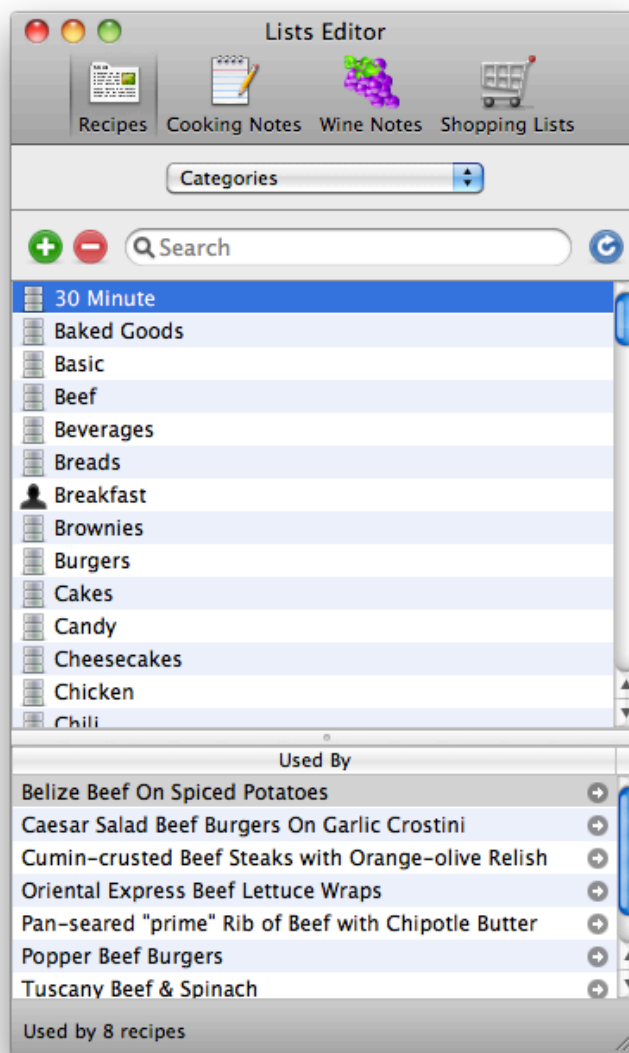 Lists Editor
Recipes Cooking Notes Wine Notes Shopping Lists
Categories
Search
30 Minute
Baked Goods
Basic
Beef
Beverages
Breads
Breakfast
Brownies
Burgers
Cakes
Candy
Cheesecakes
Chicken
Chili
Used By
Belize Beef On Spiced Potatoes
Caesar Salad Beef Burgers On Garlic Crostini
Cumin-crusted Beef Steaks with Orange-olive Relish
Oriental Express Beef Lettuce Wraps
Pan-seared "prime" Rib of Beef with Chipotle Butter
Popper Beef Burgers
Tuscany Beef & Spinach
Used by 8 recipes